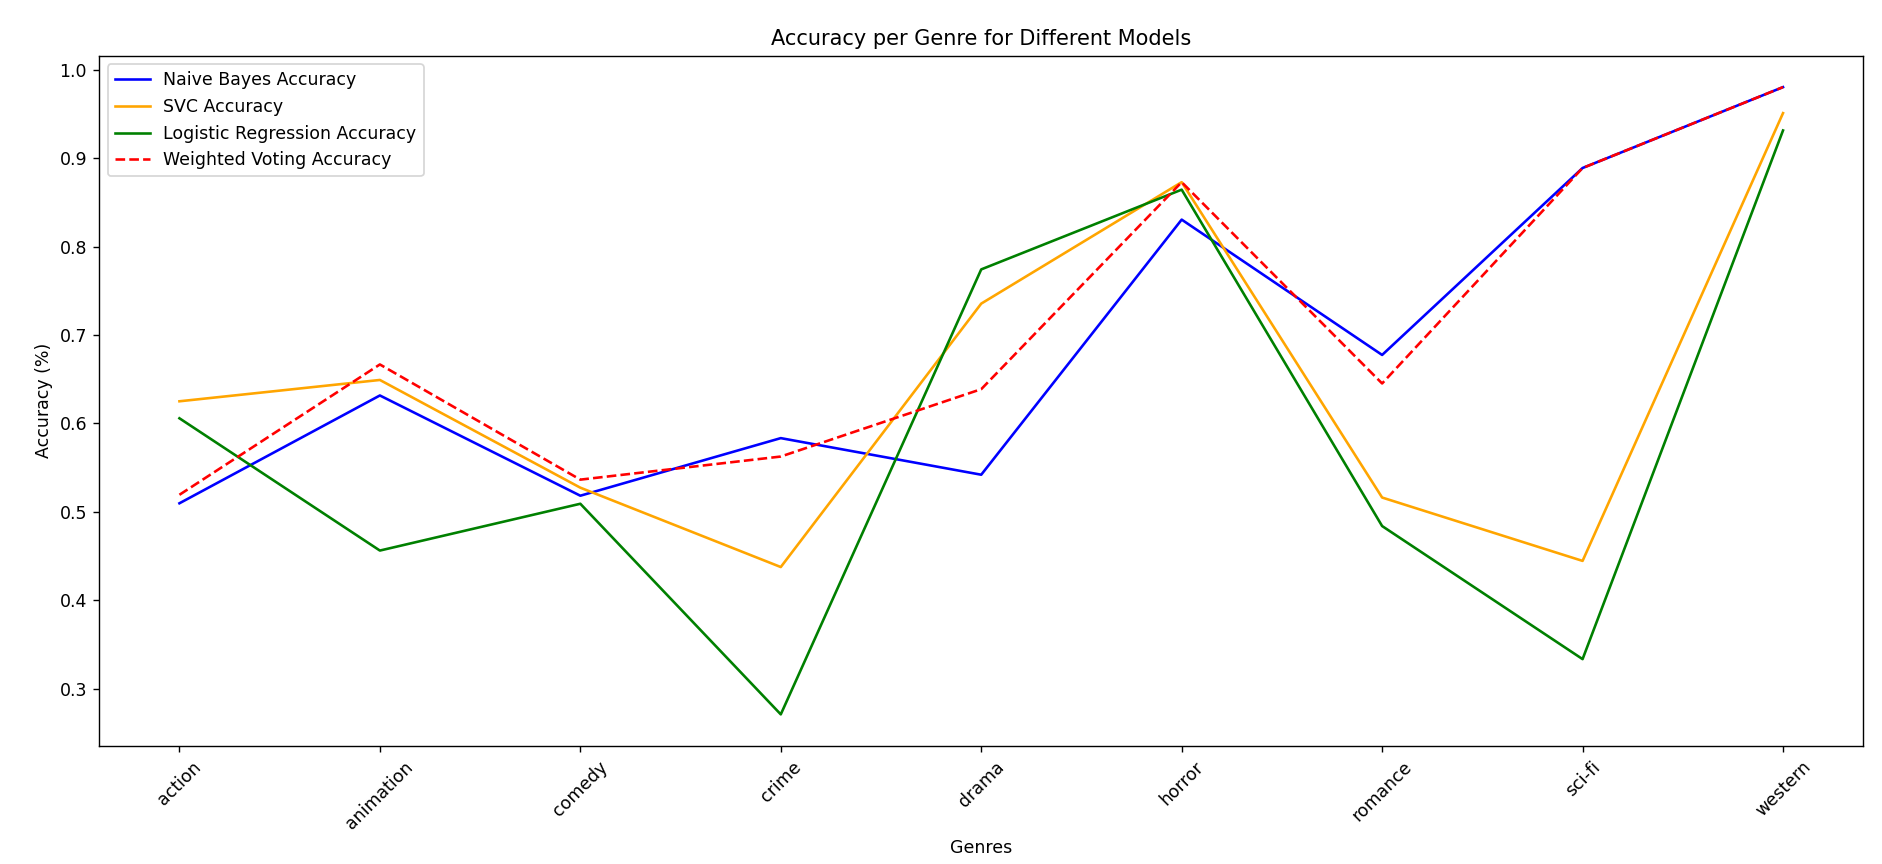 Accuracy per Genre for Different Models
Naive Bayes Accuracy
SVC Accuracy
Logistic Regression Accuracy
Weighted Voting Accuracy
Accuracy (%)
1.0
0.9
0.8
0.7
0.6
0.5
0.4
0.3
action
animation
comedy
crime
drama
horror
romance
sci-fi
western
Genres